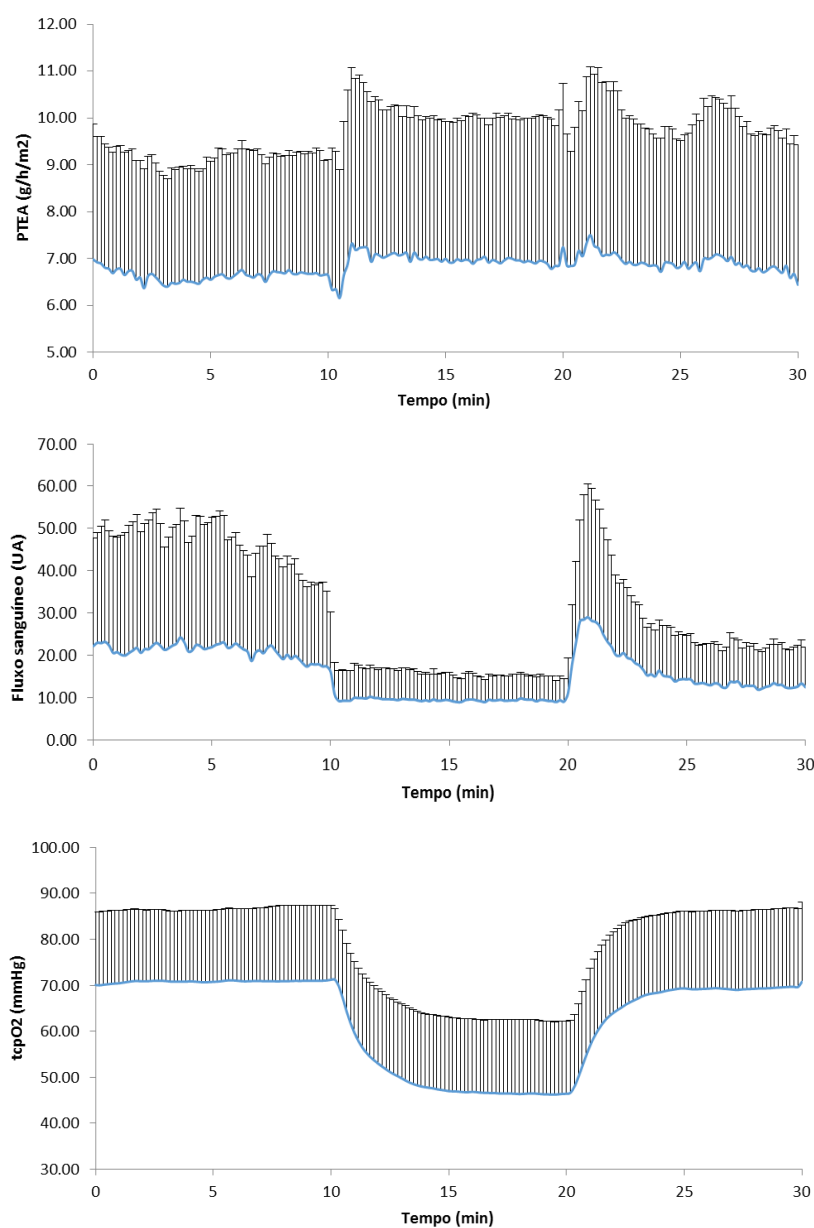 12.00
11.00
10.00
9.00
8.00
7.00
6.00
5.00
PTEA (g/h/m2)
0 5 10 15 20 25 30
Tempo (min)
70.00
60.00
50.00
40.00
30.00
20.00
10.00
0.00
Fluxo sanguíneo (UA)
0 5 10 15 20 25 30
Tempo (min)
100.00
90.00
80.00
70.00
60.00
50.00
40.00
30.00
tcpO2 (mmHg)
0 5 10 15 20 25 30
Tempo (min)